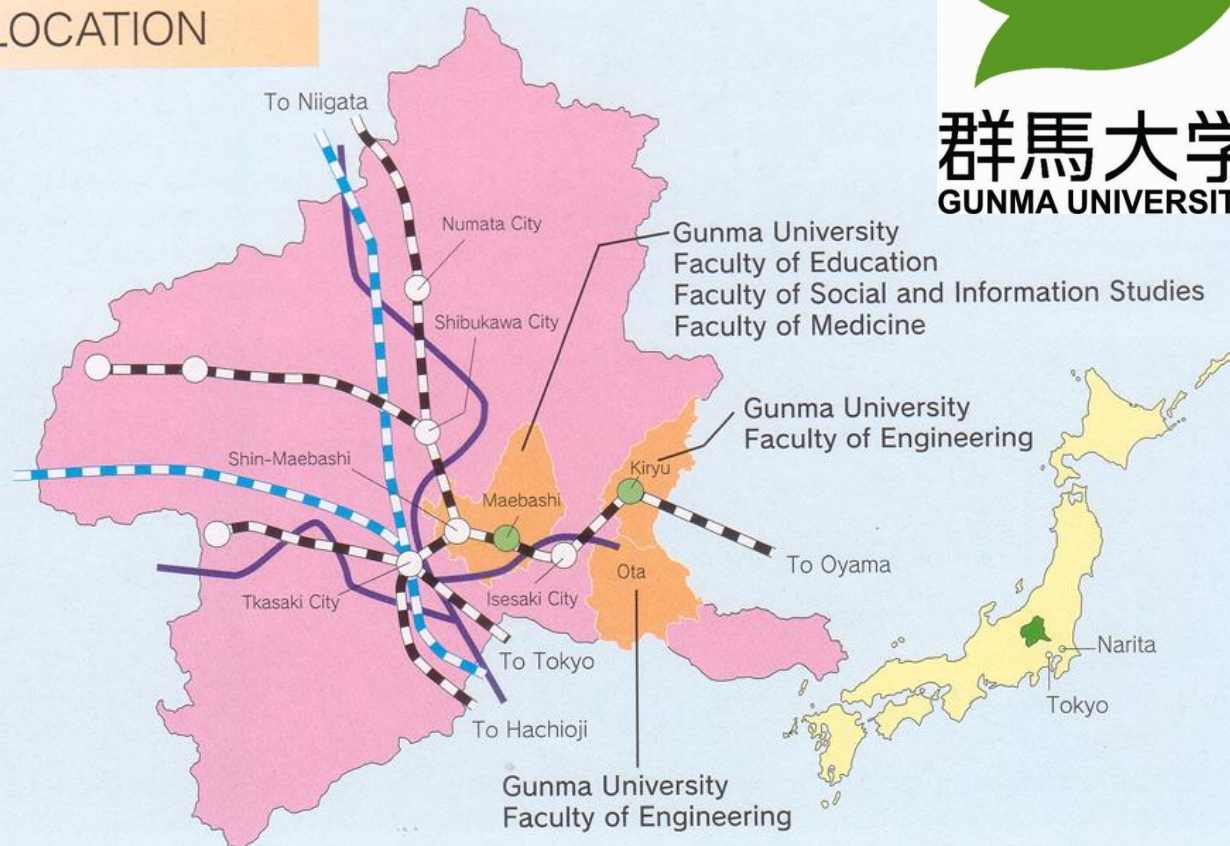 LOCATION
群馬大学
GUNMA UNIVERSIT
To Niigata
Numata City
Gunma University
Faculty of Education
Faculty of Social and Information Studies
Faculty of Medicine
Shibukawa City
Gunma University
Faculty of Engineering
Shin-Maebashi
Kiryu
Maebashi
To Oyama
Ota
Tkasaki City
Isesaki City
To Tokyo
Narita
Tokyo
To Hachioji
Gunma University
Faculty of Engineering